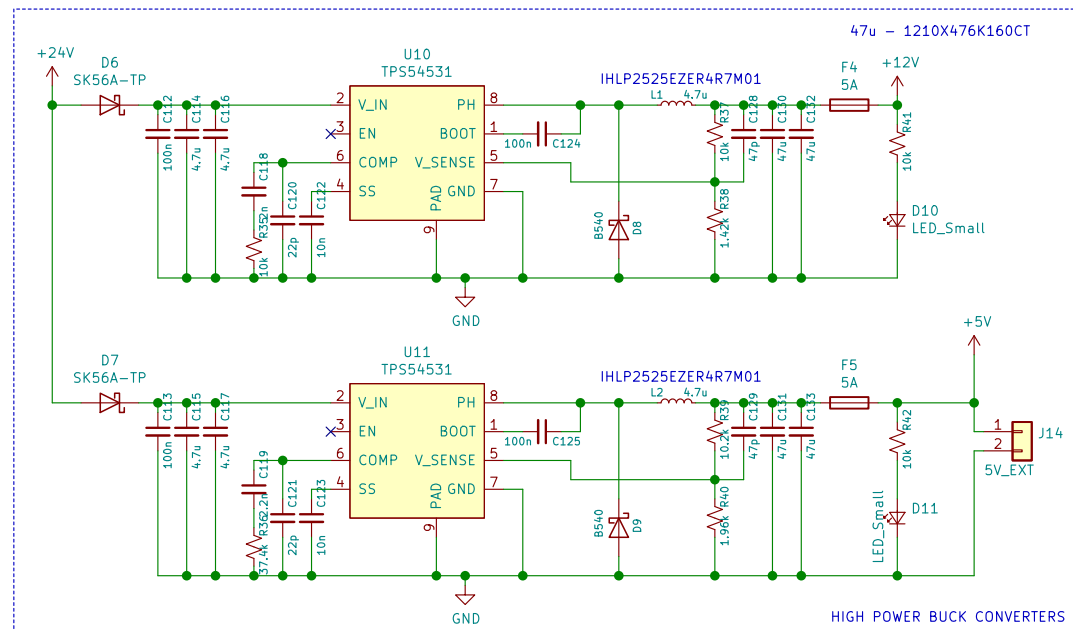 47u - 1210X476K160CT
+24V
D6
SK56A-TP
U10
TPS54531
IHLP2525EZER4R7M01
L1 4.7u
F4
5A
+12V
C112
C114
C116
100n
4.7u
4.7u
2
V_IN
3
EN
6
COMP
4
SS
PH
8
BOOT
1
V_SENSE
5
GND
7
PAD
9
C118
C120
22p
C122
10n
R35
10k
100n
C124
B540
D8
R37
10k
R38
1.42k
C128
47p
C130
47u
C132
47u
R41
10k
D10
LED_Small
GND
D7
SK56A-TP
U11
TPS54531
IHLP2525EZER4R7M01
L2 4.7u
F5
5A
+5V
C113
C115
C117
100n
4.7u
4.7u
2
V_IN
3
EN
6
COMP
4
SS
PH
8
BOOT
1
V_SENSE
5
GND
7
PAD
9
C119
2.2n
C121
22p
C123
10n
R36
37.4k
100n
C125
B540
D9
R39
10.2k
R40
1.96k
C129
47p
C131
47u
C133
47u
R42
10k
LED_Small
D11
1
2
J14
5V_EXT
GND
HIGH POWER BUCK CONVERTERS